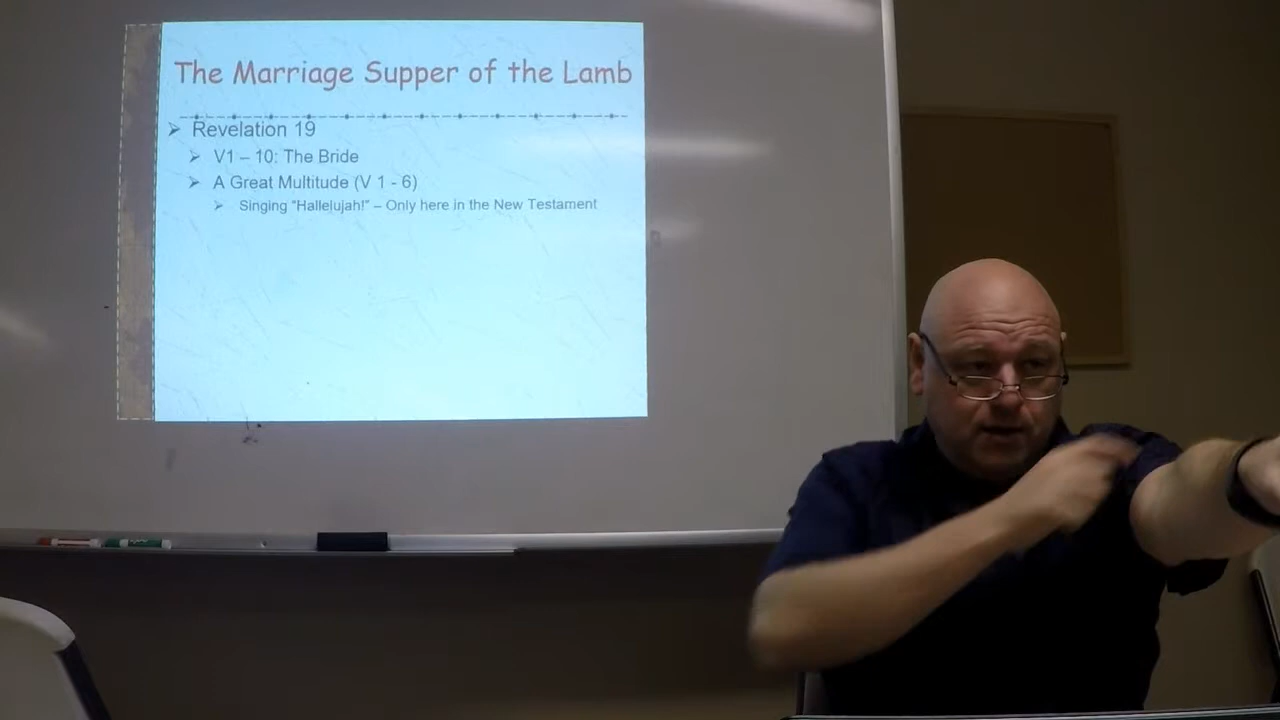 The Marriage Supper of the Lamb
Revelation 19
V1 – 10: The Bride
A Great Multitude (V 1 - 6)
Singing "Hallelujah!" – Only here in the New Testament